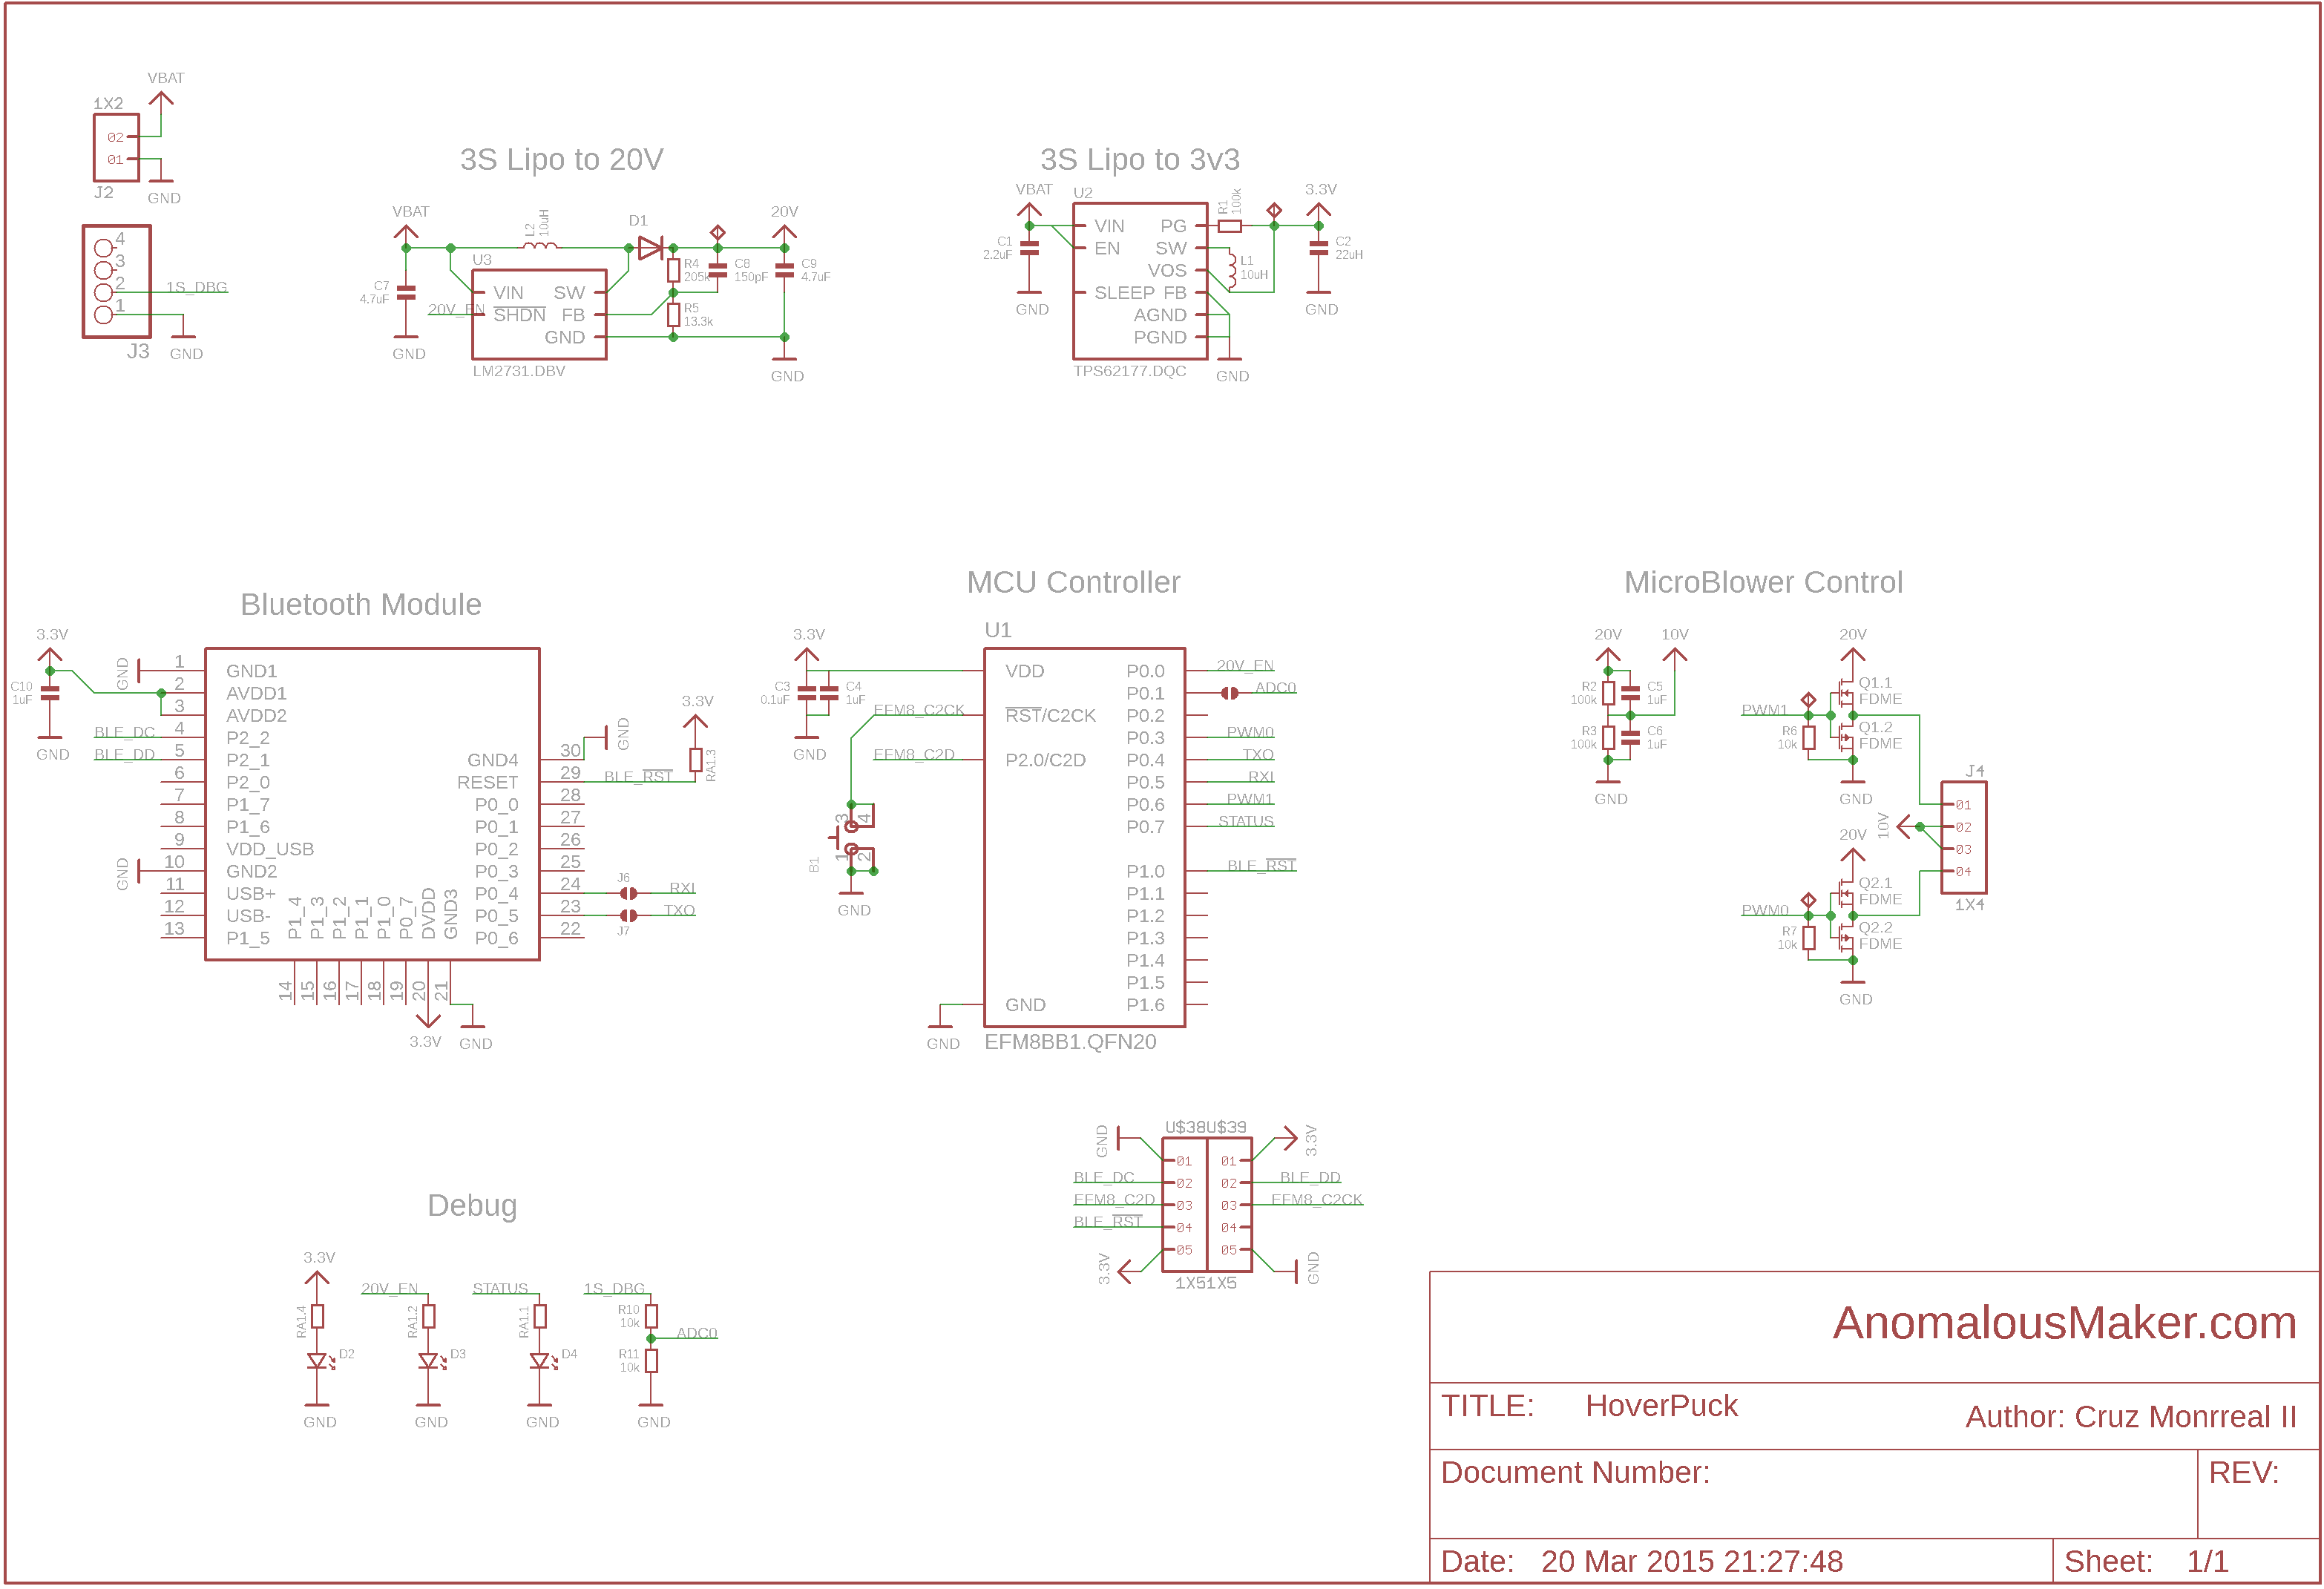 VBAT
1X2
02
01
J2
GND
4
3
2
1S_DBG
1
J3
GND
3S Lipo to 20V
VBAT
L2
10uH
D1
20V
U3
R4
205k
C8
150pF
C9
4.7uF
C7
4.7uF
VIN
SW
20V_EN
SHDN
FB
R5
13.3k
GND
GND
GND
LM2731.DBV
3S Lipo to 3v3
VBAT
U2
R1
100k
3.3V
VIN
PG
C1
2.2uF
EN
SW
C2
22uH
VOS
L1
10uH
SLEEP
FB
GND
AGND
GND
PGND
TPS62177.DQC
GND
Bluetooth Module
3.3V
C10
1uF
GND
GND
1
GND1
2
AVDD1
3
AVDD2
BLE_DC
4
P2_2
BLE_DD
5
P2_1
6
P2_0
7
P1_7
8
P1_6
9
VDD_USB
GND
10
GND2
11
USB+
12
USB-
13
P1_5
P1_4
P1_3
P1_2
P1_1
P1_0
P0_7
DVDD
GND3
14
15
16
17
18
19
20
21
3.3V
GND
GND4
30
GND
RESET
29
BLE_RST
3.3V
RA1.3
P0_0
28
P0_1
27
P0_2
26
P0_3
25
P0_4
24
J6
RXI
P0_5
23
J7
TXO
P0_6
22
MCU Controller
U1
3.3V
C3
0.1uF
C4
1uF
GND
EFM8_C2CK
EFM8_C2D
3
4
B1
1
2
GND
VDD
RST/C2CK
P2.0/C2D
GND
GND
P0.0
20V_EN
P0.1
ADC0
P0.2
P0.3
PWM0
P0.4
TXO
P0.5
RXI
P0.6
PWM1
P0.7
STATUS
P1.0
BLE_RST
P1.1
P1.2
P1.3
P1.4
P1.5
P1.6
EFM8BB1.QFN20
MicroBlower Control
20V
10V
R2
100k
C5
1uF
R3
100k
C6
1uF
GND
20V
Q1.1
FDME
PWM1
R6
10k
Q1.2
FDME
GND
20V
Q2.1
FDME
PWM0
R7
10k
Q2.2
FDME
GND
J4
01
10V
02
03
04
1X4
U$38U$39
GND
01
01
3.3V
BLE_DC
02
02
BLE_DD
EFM8_C2D
03
03
EFM8_C2CK
BLE_RST
04
04
3.3V
05
05
GND
1X51X5
Debug
3.3V
RA1.4
D2
GND
20V_EN
RA1.2
D3
GND
STATUS
RA1.1
D4
GND
1S_DBG
R10
10k
ADC0
R11
10k
GND
AnomalousMaker.com
TITLE: HoverPuck
Author: Cruz Monrreal II
Document Number:
REV:
Date: 20 Mar 2015 21:27:48
Sheet: 1/1